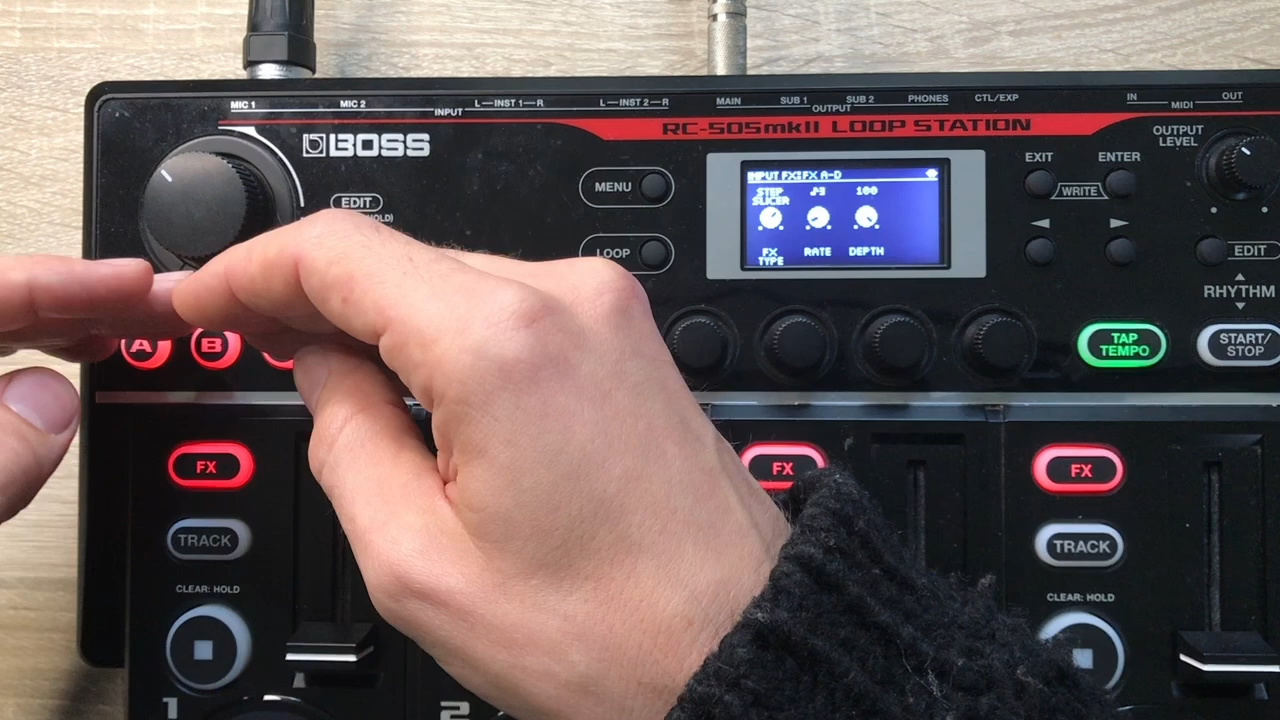 MIC 1
MIC 2
INPUT
L—INST 1—R
L—INST 2—R
MAIN
SUB 1
SUB 2
PHONES
OUTPUT
CTL/EXP
IN
MIDI
OUT
BOSS
RC-505mkII LOOP STATION
OUTPUT
LEVEL
EDIT
HOLD)
MENU
LOOP
INPUT FX:FX A-D
STEP
SLICER
100
FX
TYPE
RATE
DEPTH
EXIT
ENTER
WRITE
EDIT
RHYTHM
A
B
TAP
TEMPO
START/
STOP
FX
FX
FX
TRACK
TRACK
CLEAR: HOLD
CLEAR: HOLD
1
2